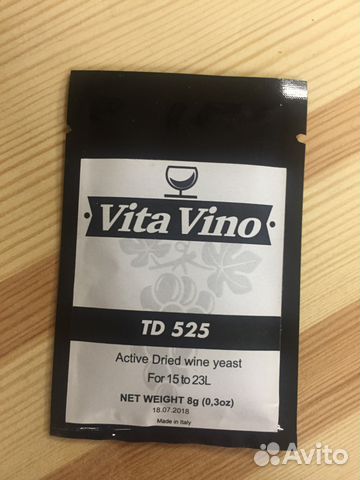 Vita Vino
TD 525
Active Dried wine yeast
For 15 to 23L
NET WEIGHT 8g (0,3oz)
18.07.2018
Made in Italy
Avito